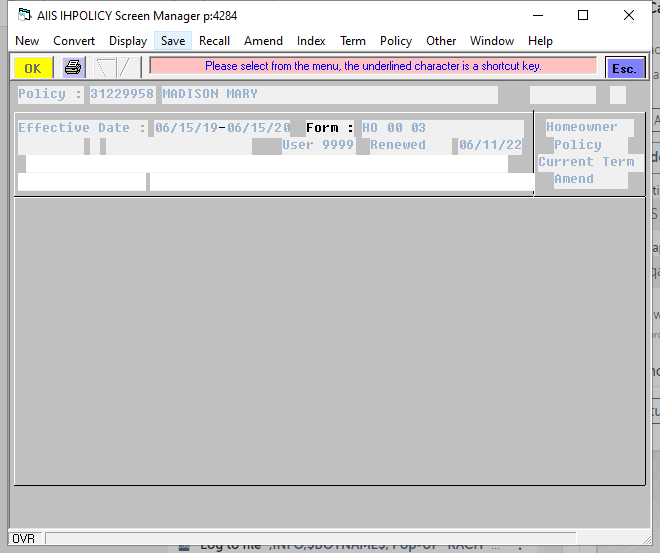 AIIS IHPOLICY Screen Manager p:4284
New Convert Display Save Recall Amend Index Term Policy Other Window Help
OK Please select from the menu, the underlined character is a shortcut key. Esc.
Policy : 31229958 MADISON MARY
Effective Date : 06/15/19-06/15/20 Form : HO 00 03 Homeowner
User 9999 Renewed 06/11/22 Policy
Current Term
Amend
OVR